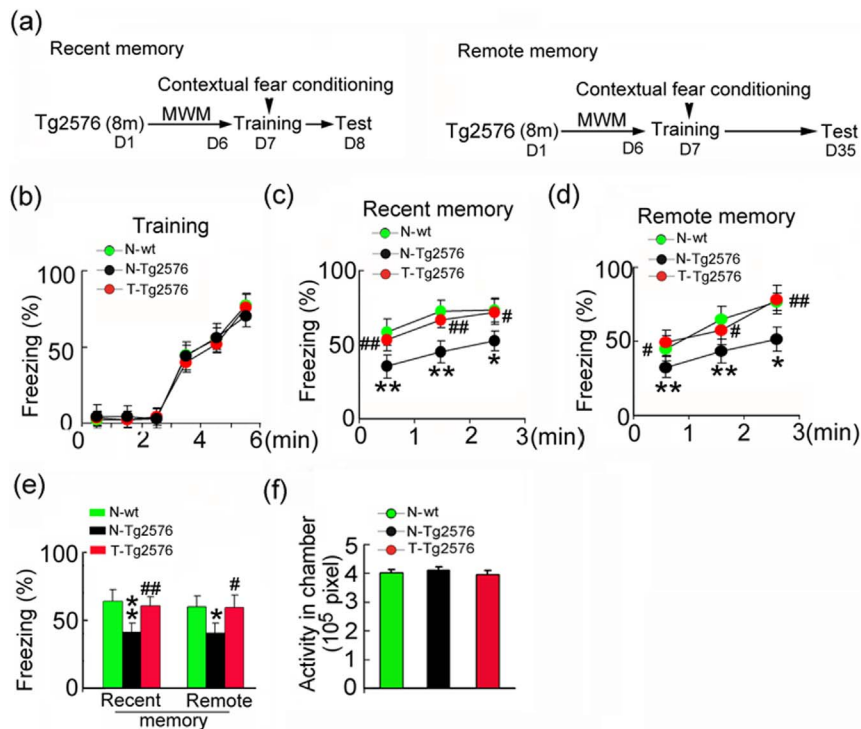 (a)
Recent memory
Contextual fear conditioning
Tg2576 (8m) MWM Training Test
D1 D6 D7 D8
Remote memory
Contextual fear conditioning
Tg2576 (8m) MWM Training Test
D1 D6 D7 D35
(b)
Training
N-wt
N-Tg2576
T-Tg2576
Freezing (%)
100
50
0
0 2 4 6 (min)
(c)
Recent memory
N-wt
N-Tg2576
T-Tg2576
Freezing (%)
100
50
0
## ## #
** ** *
0 1 2 3 (min)
(d)
Remote memory
N-wt
N-Tg2576
T-Tg2576
Freezing (%)
100
50
0
# # ##
** ** *
0 1 2 3 (min)
(e)
N-wt
N-Tg2576
T-Tg2576
Freezing (%)
100
50
0
** ## * #
Recent Remote
memory
(f)
N-wt
N-Tg2576
T-Tg2576
Activity in chamber
(10⁵ pixel)
5
4
3
2
1
0